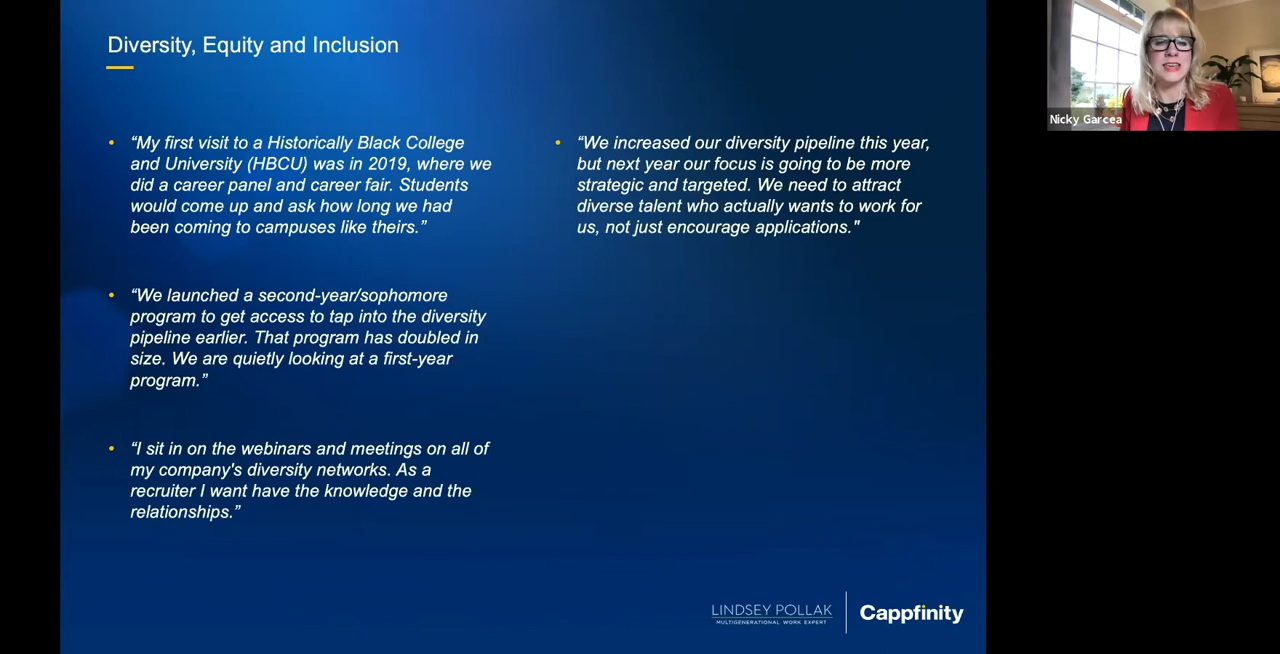 Diversity, Equity and Inclusion
• “My first visit to a Historically Black College
and University (HBCU) was in 2019, where we
did a career panel and career fair. Students
would come up and ask how long we had
been coming to campuses like theirs.”
• “We launched a second-year/sophomore
program to get access to tap into the diversity
pipeline earlier. That program has doubled in
size. We are quietly looking at a first-year
program.”
• “I sit in on the webinars and meetings on all of
my company's diversity networks. As a
recruiter I want have the knowledge and the
relationships.”
• “We increased our diversity pipeline this year,
but next year our focus is going to be more
strategic and targeted. We need to attract
diverse talent who actually wants to work for
us, not just encourage applications."
LINDSEY POLLAK
MULTIGENERATIONAL WORK EXPERT
Cappfinity
Nicky Garcea